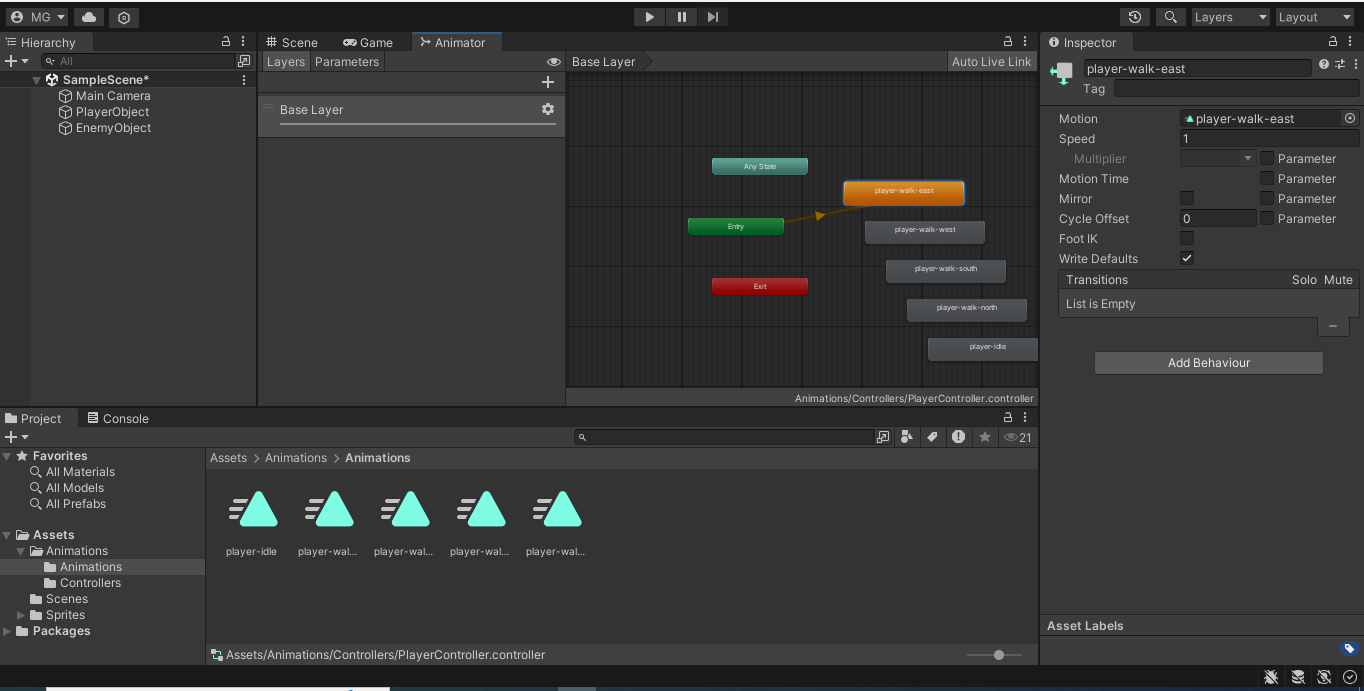 MG
Layers
Layout
Hierarchy
Scene
Game
Animator
Inspector
All
Layers
Parameters
Base Layer
Auto Live Link
SampleScene*
Main Camera
PlayerObject
EnemyObject
Base Layer
Any State
player-walk-east
Entry
player-walk-west
player-walk-south
Exit
player-walk-north
player-idle
Animations/Controllers/PlayerController.controller
player-walk-east
Tag
Motion
player-walk-east
Speed
1
Multiplier
Parameter
Motion Time
Parameter
Mirror
Parameter
Cycle Offset
0
Parameter
Foot IK
Write Defaults
Transitions
Solo
Mute
List is Empty
Add Behaviour
Project
Console
21
Favorites
All Materials
All Models
All Prefabs
Assets
Animations
Animations
Controllers
Scenes
Sprites
Packages
Assets > Animations > Animations
player-idle
player-wal...
player-wal...
player-wal...
player-wal...
Assets/Animations/Controllers/PlayerController.controller
Asset Labels